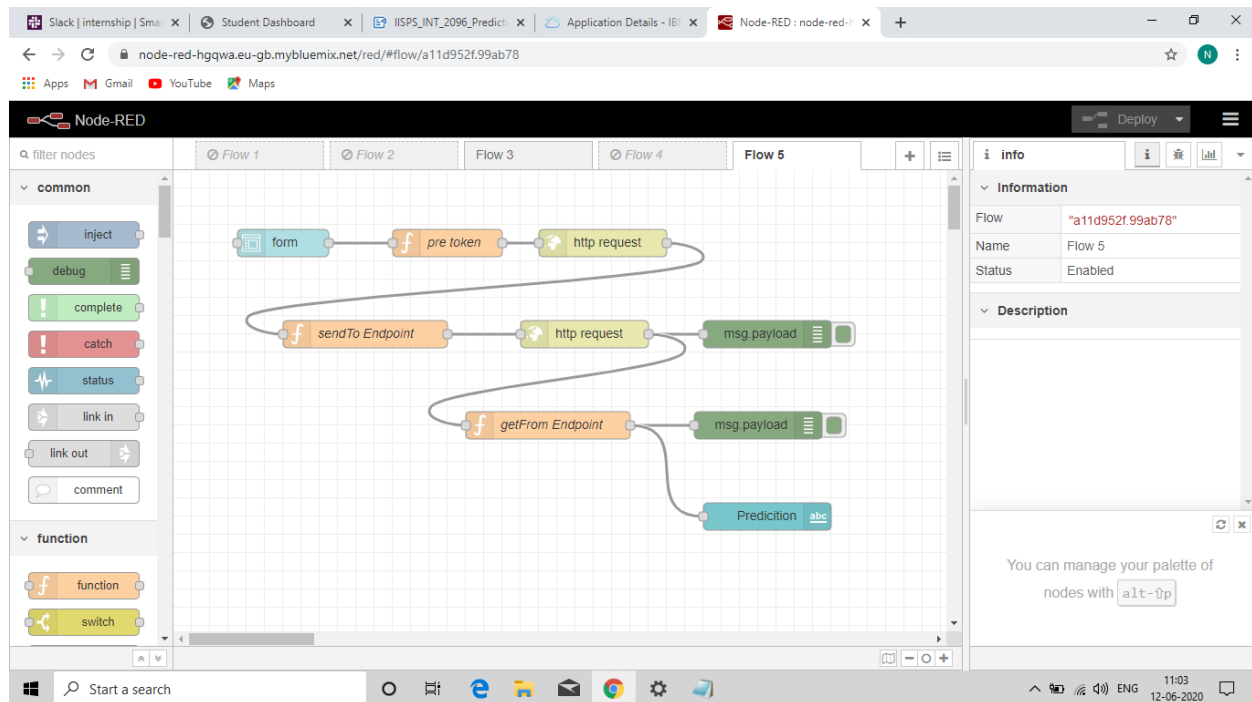 Slack | internship | Smar
Student Dashboard
IISPS_INT_2096_Predicti
Application Details - IB
Node-RED : node-red-h
node-red-hgqwa.eu-gb.mybluemix.net/red/#flow/a11d952f.99ab78
N
Apps
Gmail
YouTube
Maps
Node-RED
Deploy
filter nodes
Flow 1
Flow 2
Flow 3
Flow 4
Flow 5
i info
i
common
inject
debug
complete
catch
status
link in
link out
comment
function
function
switch
form
pre token
http request
sendTo Endpoint
http request
msg.payload
getFrom Endpoint
msg.payload
Predicition
abc
Information
Flow
"a11d952f.99ab78"
Name
Flow 5
Status
Enabled
Description
You can manage your palette of
nodes with alt-⇧p
Start a search
ENG
11:03
12-06-2020